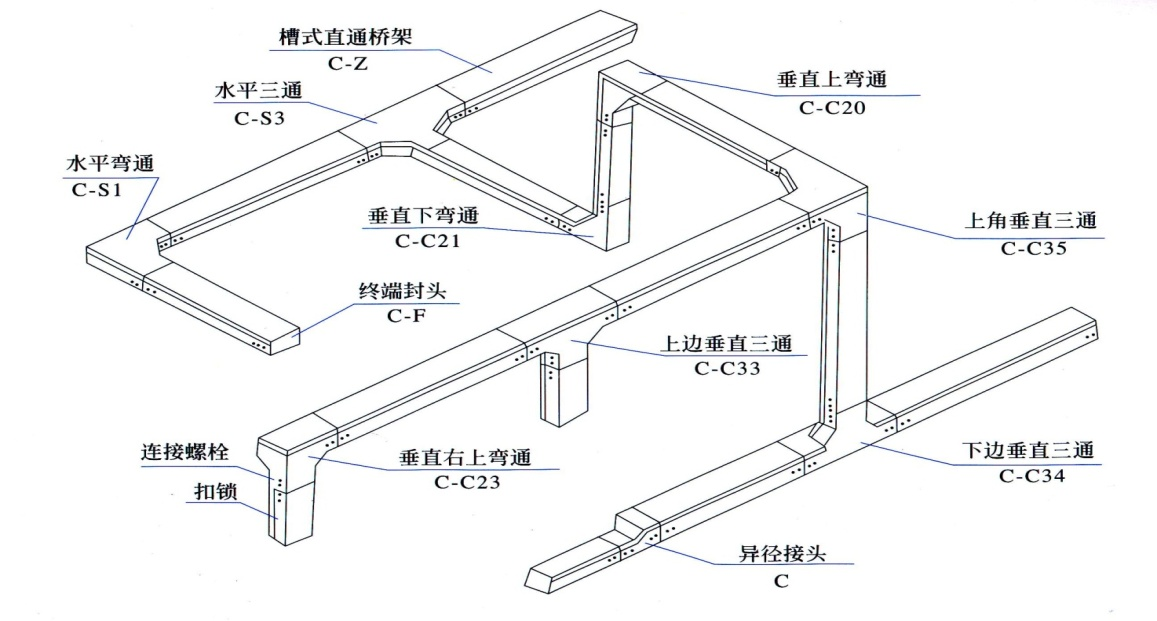 槽式直通桥架
C-Z
垂直上弯通
C-C20
水平三通
C-S3
水平弯通
C-S1
垂直下弯通
C-C21
上角垂直三通
C-C35
终端封头
C-F
上边垂直三通
C-C33
连接螺栓
垂直右上弯通
C-C23
下边垂直三通
C-C34
扣锁
异径接头
C